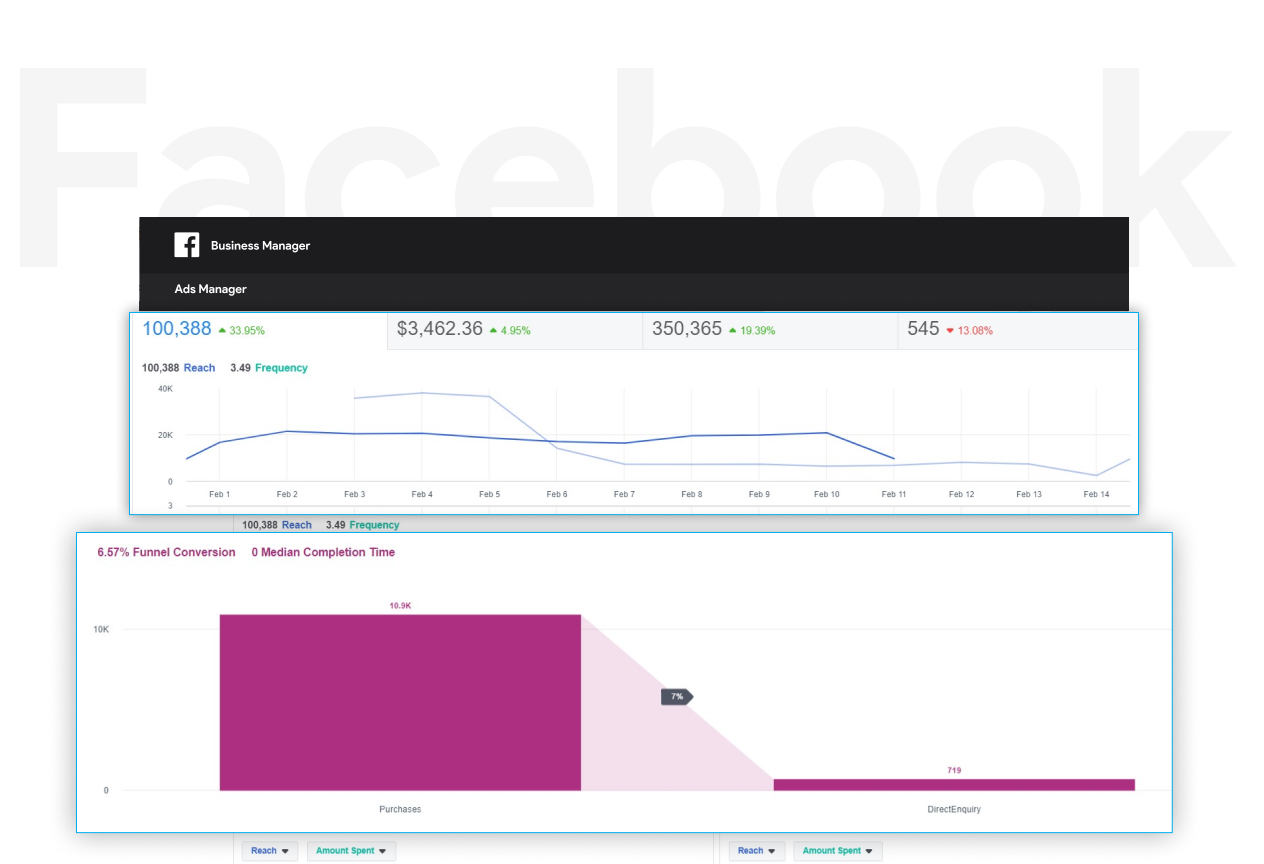 Facebook
Business Manager
Ads Manager
100,388 33.95% $3,462.36 4.95% 350,365 19.39% 545 13.08%
100,388 Reach 3.49 Frequency
40K
20K
0
Feb 1 Feb 2 Feb 3 Feb 4 Feb 5 Feb 6 Feb 7 Feb 8 Feb 9 Feb 10 Feb 11 Feb 12 Feb 13 Feb 14
3
100,388 Reach 3.49 Frequency
6.57% Funnel Conversion 0 Median Completion Time
10.9K
10K
7%
719
0
Purchases DirectEnquiry
Reach Amount Spent Reach Amount Spent